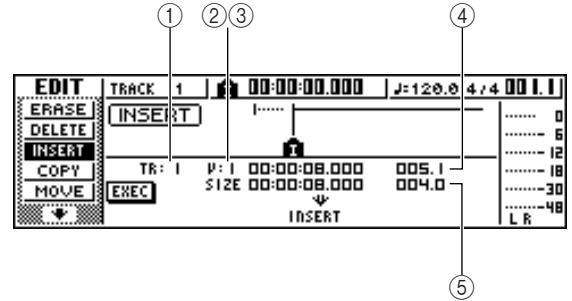 ① ②③ ④
EDIT TRACK 1 00:00:00.000 ♩=120.0 4/4 001.1
ERASE INSERT 0
DELETE 6
INSERT I 12
COPY TR: 1 V: 1 00:00:08.000 005.1 18
MOVE EXEC SIZE 00:00:08.000 004.0 30
INSERT 48
L R
⑤